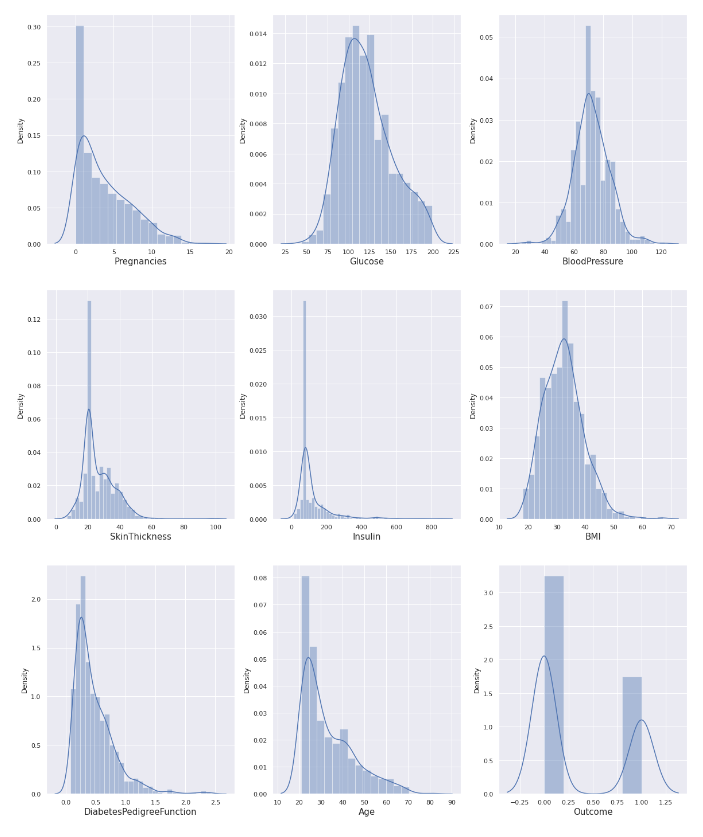 0.30
0.25
0.20
0.15
0.10
0.05
0.00
Density
0 5 10 15 20
Pregnancies
0.014
0.012
0.010
0.008
0.006
0.004
0.002
0.000
Density
25 50 75 100 125 150 175 200 225
Glucose
0.05
0.04
0.03
0.02
0.01
0.00
Density
20 40 60 80 100 120
BloodPressure
0.12
0.10
0.08
0.06
0.04
0.02
0.00
Density
0 20 40 60 80 100
SkinThickness
0.030
0.025
0.020
0.015
0.010
0.005
0.000
Density
0 200 400 600 800
Insulin
0.07
0.06
0.05
0.04
0.03
0.02
0.01
0.00
Density
10 20 30 40 50 60 70
BMI
2.0
1.5
1.0
0.5
0.0
Density
0.0 0.5 1.0 1.5 2.0 2.5
DiabetesPedigreeFunction
0.08
0.07
0.06
0.05
0.04
0.03
0.02
0.01
0.00
Density
10 20 30 40 50 60 70 80 90
Age
3.0
2.5
2.0
1.5
1.0
0.5
0.0
Density
−0.25 0.00 0.25 0.50 0.75 1.00 1.25
Outcome